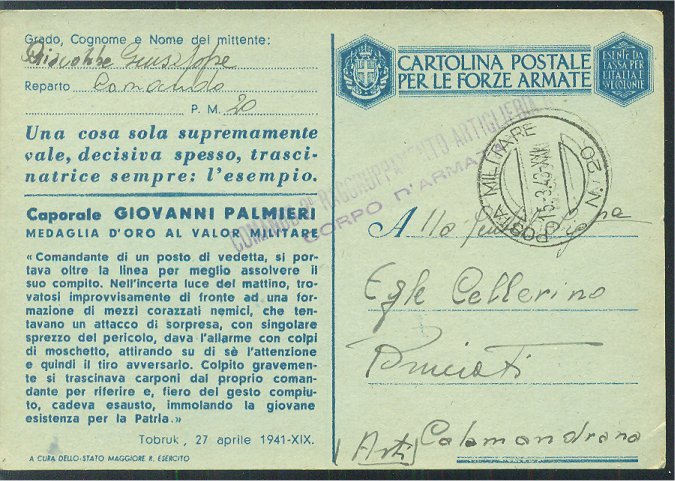 Grado, Cognome e Nome del mittente:
Giuseppe
Reparto Comando
P. M. 20
Una cosa sola supremamente
vale, decisiva spesso, trasci-
natrice sempre: l'esempio.
Caporale GIOVANNI PALMIERI
MEDAGLIA D'ORO AL VALOR MILITARE
«Comandante di un posto di vedetta, si por-
tava oltre la linea per meglio assolvere il
suo compito. Nell'incerta luce del mattino, tro-
vatosi improvvisamente di fronte ad una for-
mazione di mezzi corazzati nemici, che ten-
tavano un attacco di sorpresa, con singolare
sprezzo del pericolo, dava l'allarme con colpi
di moschetto, attirando su di sè l'attenzione
e quindi il tiro avversario. Colpito gravemen-
te si trascinava carponi dal proprio coman-
dante per riferire e, fiero del gesto compiu-
to, cadeva esausto, immolando la giovane
esistenza per la Patria.»
Tobruk, 27 aprile 1941-XIX.
A CURA DELLO STATO MAGGIORE R. ESERCITO
CARTOLINA POSTALE
PER LE FORZE ARMATE
ESENTE DA
TASSA PER
L'ITALIA E
SUE COLONIE
COMANDO RAGGRUPPAMENTO ARTIGLIERIA
CORPO D'ARMATA
POSTA MILITARE N. 20
Alla
Egle Cellerino
(Asti) Calamandrana